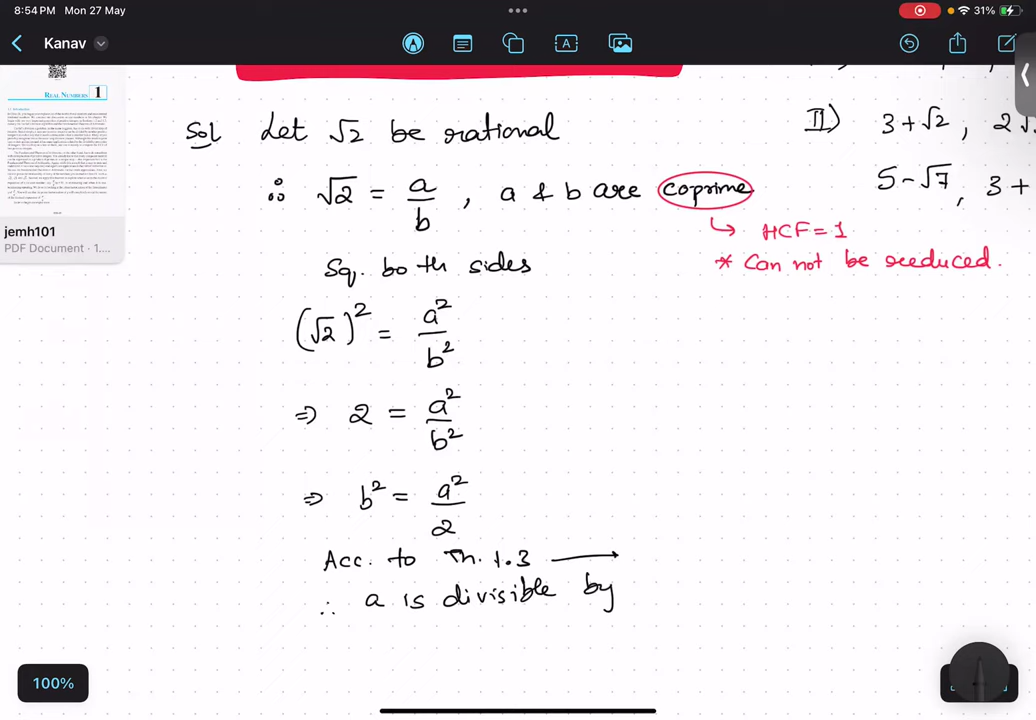 8:54 PM Mon 27 May
31%
Kanav
REAL NUMBERS 1
jemh101
PDF Document · 1....
Sol Let √2 be rational
∴ √2 = a/b , a & b are coprime
↳ HCF = 1
* Can not be reduced.
II) 3+√2 , 2√
5-√7 , 3+
Sq. both sides
(√2)² = a²/b²
⇒ 2 = a²/b²
⇒ b² = a²/2
Acc. to Th. 1.3 →
∴ a is divisible by
100%